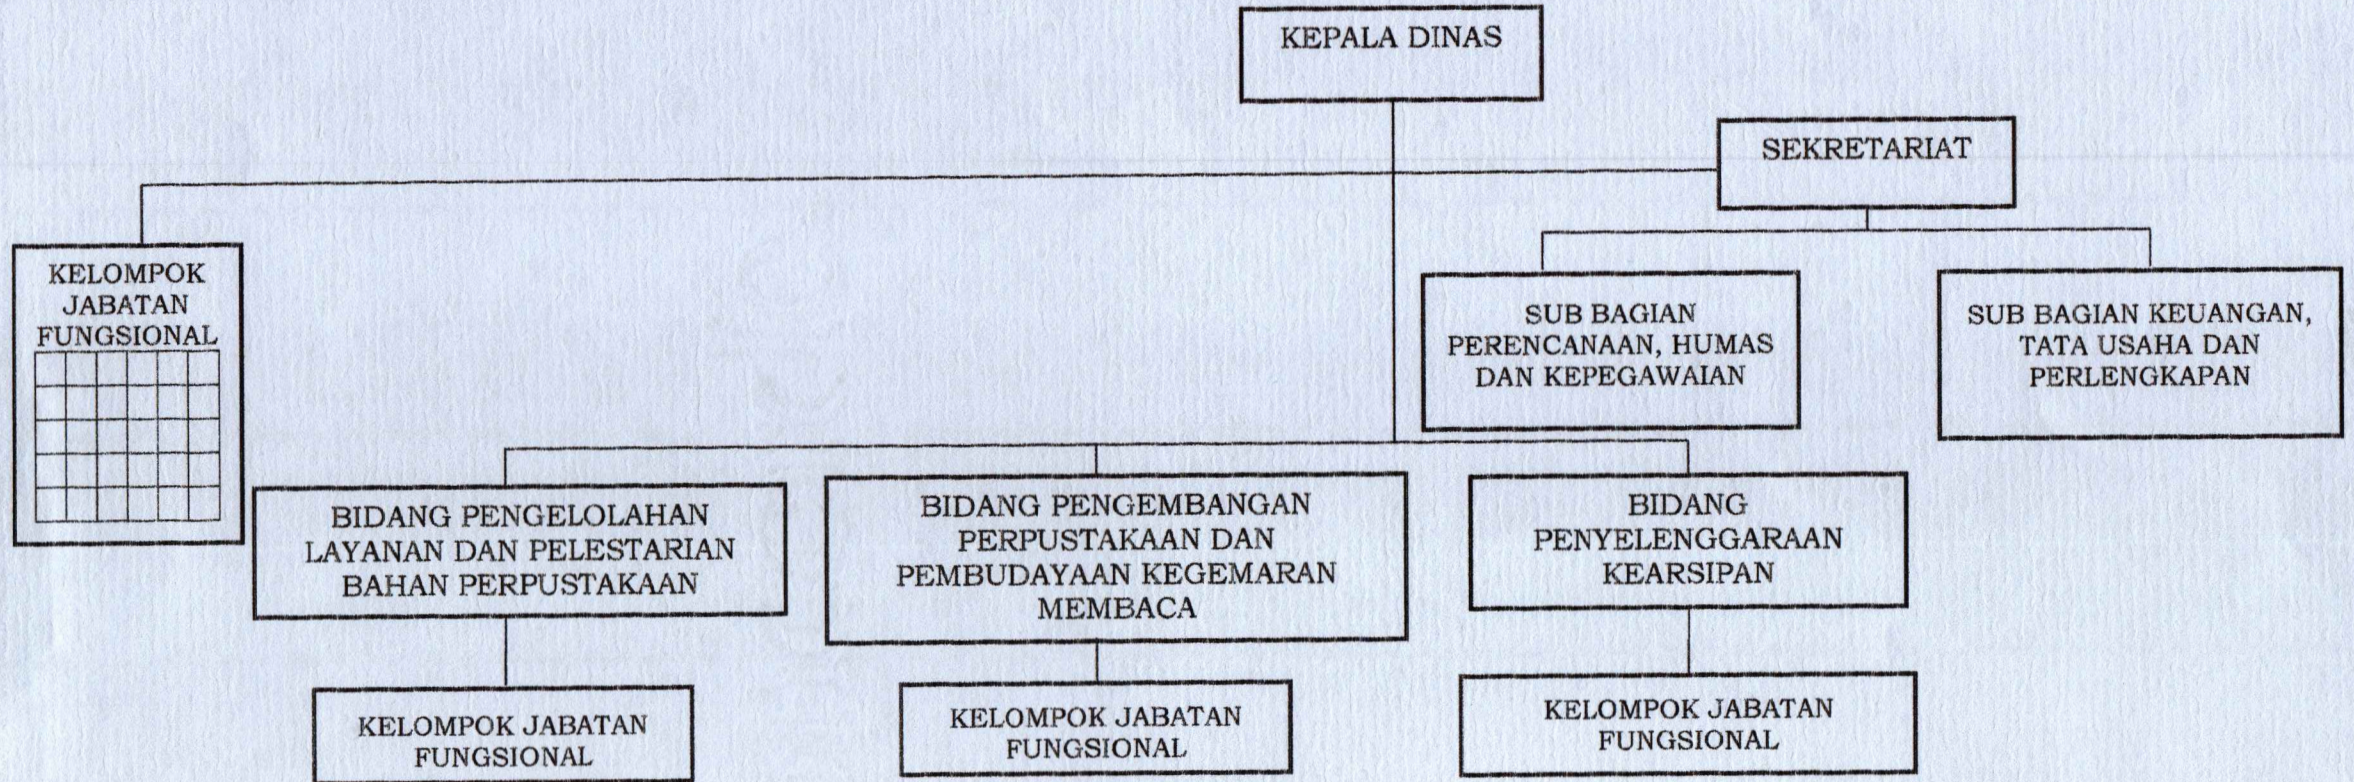 KEPALA DINAS
SEKRETARIAT
KELOMPOK
JABATAN
FUNGSIONAL
SUB BAGIAN
PERENCANAAN, HUMAS
DAN KEPEGAWAIAN
SUB BAGIAN KEUANGAN,
TATA USAHA DAN
PERLENGKAPAN
BIDANG PENGELOLAHAN
LAYANAN DAN PELESTARIAN
BAHAN PERPUSTAKAAN
BIDANG PENGEMBANGAN
PERPUSTAKAAN DAN
PEMBUDAYAAN KEGEMARAN
MEMBACA
BIDANG
PENYELENGGARAAN
KEARSIPAN
KELOMPOK JABATAN
FUNGSIONAL
KELOMPOK JABATAN
FUNGSIONAL
KELOMPOK JABATAN
FUNGSIONAL